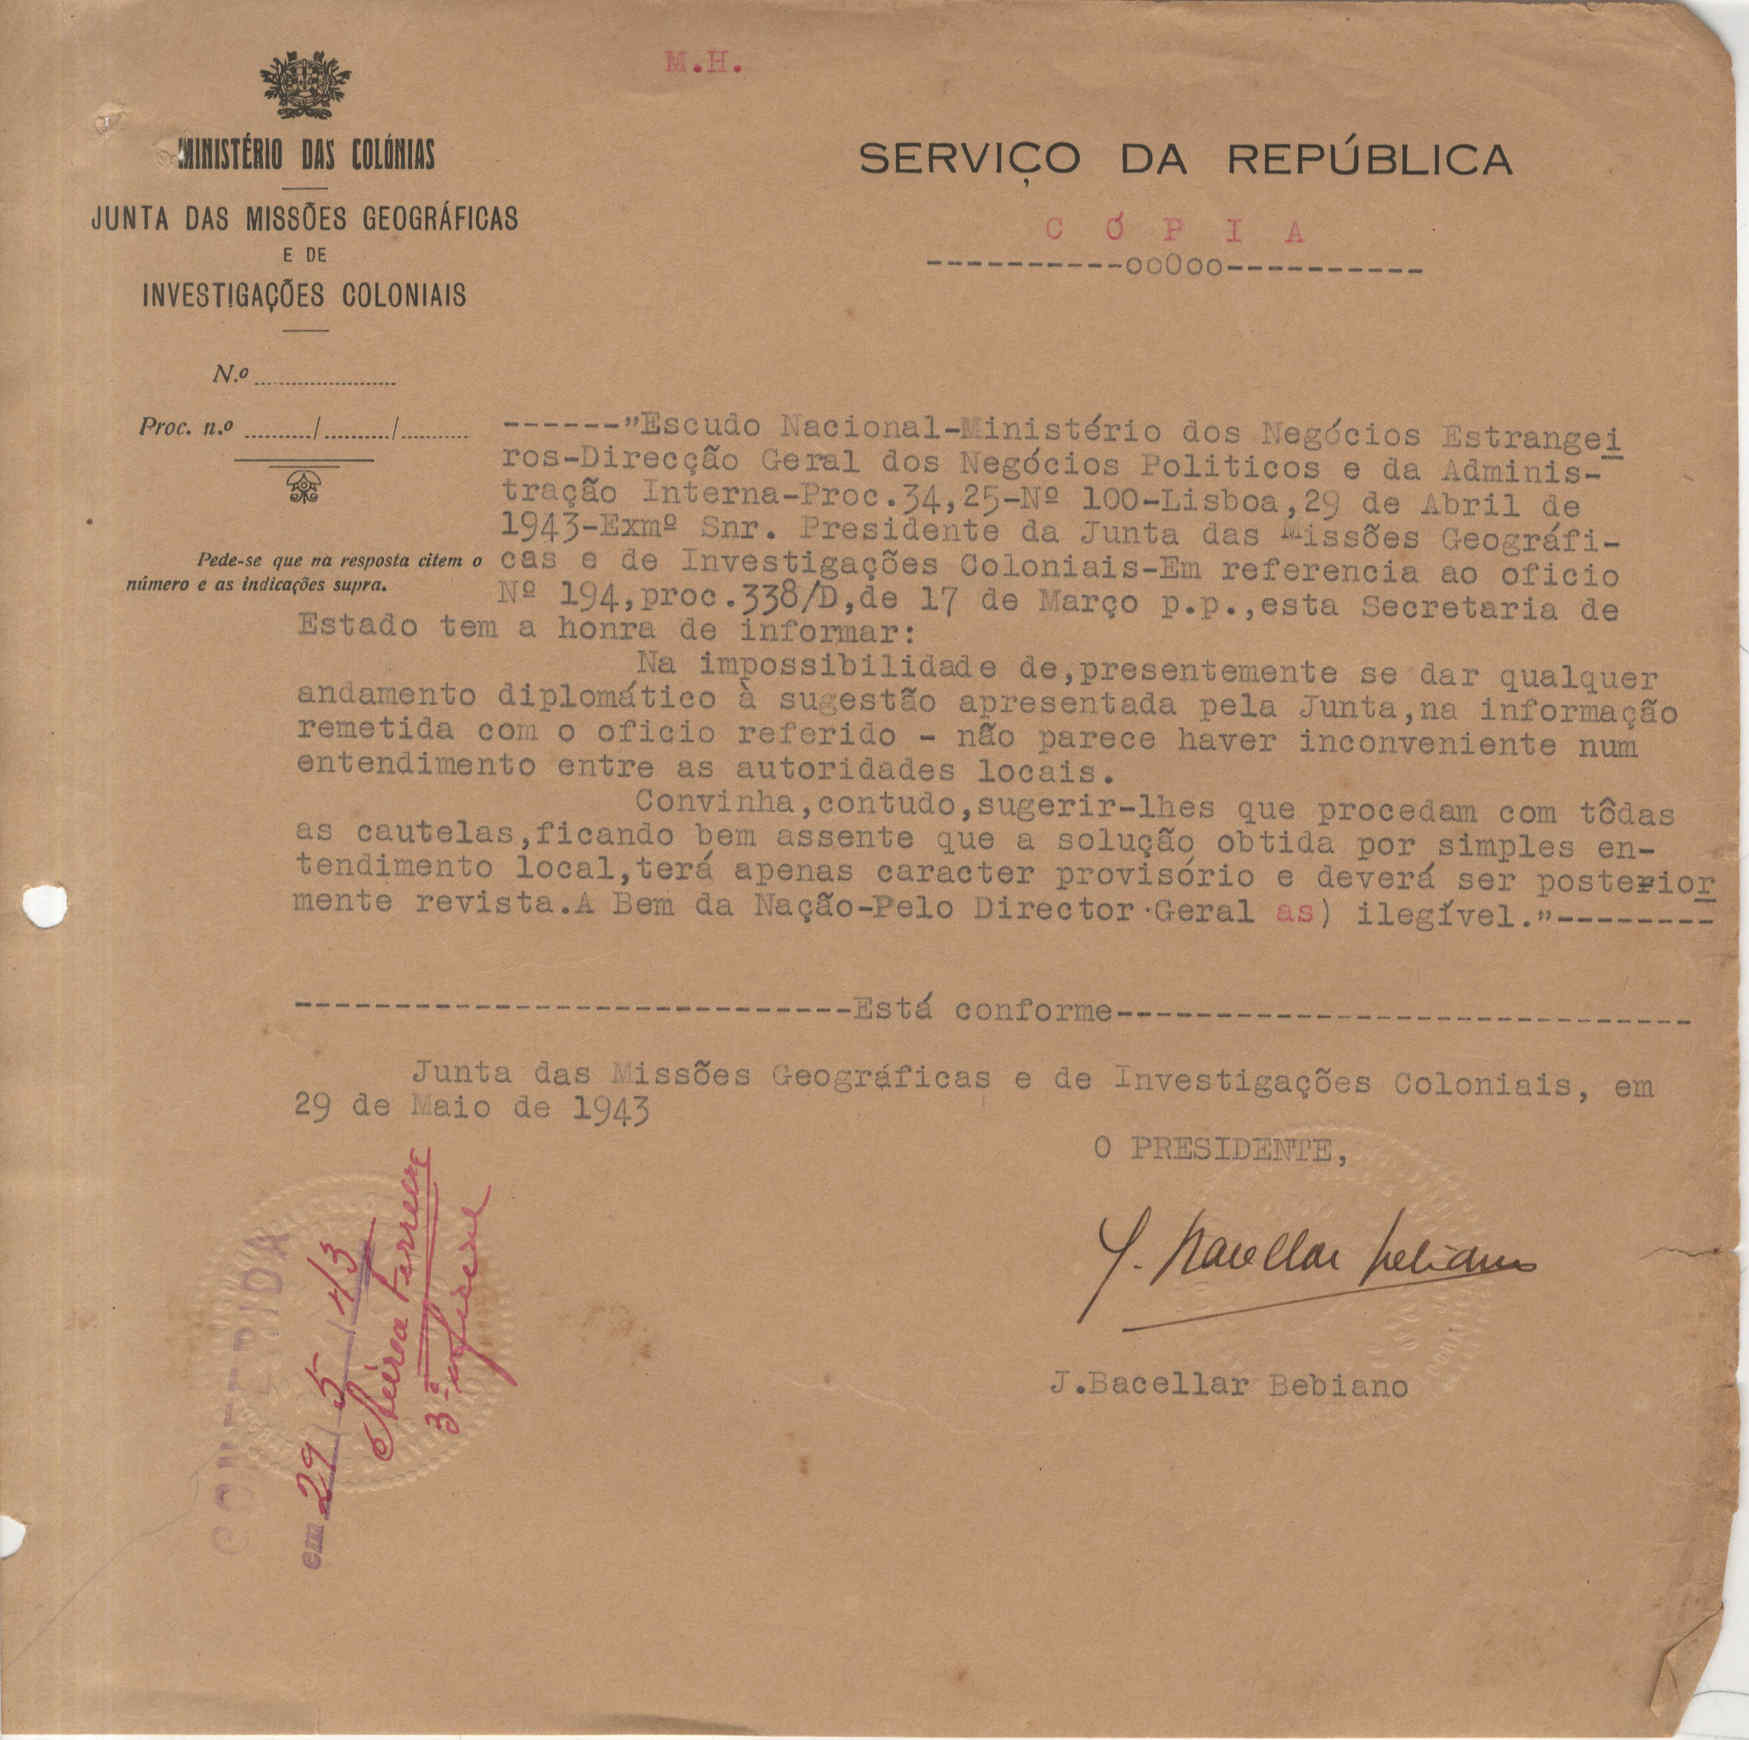 M.H.
MINISTÉRIO DAS COLÓNIAS
JUNTA DAS MISSÕES GEOGRÁFICAS
E DE
INVESTIGAÇÕES COLONIAIS
SERVIÇO DA REPÚBLICA
C Ó P I A
----------ooOoo----------
N.º ........................
Proc. n.º .........../.........../...........
Pede-se que na resposta citem o
número e as indicações supra.
------"Escudo Nacional-Ministério dos Negócios Estrangei
ros-Direcção Geral dos Negócios Politicos e da Adminis-
tração Interna-Proc.34,25-Nº 100-Lisboa,29 de Abril de
1943-Exmº Snr. Presidente da Junta das Missões Geográfi-
cas e de Investigações Coloniais-Em referencia ao oficio
Nº 194,proc.338/D,de 17 de Março p.p.,esta Secretaria de
Estado tem a honra de informar:
Na impossibilidade de,presentemente se dar qualquer
andamento diplomático à sugestão apresentada pela Junta,na informação
remetida com o oficio referido - não parece haver inconveniente num
entendimento entre as autoridades locais.
Convinha,contudo,sugerir-lhes que procedam com tôdas
as cautelas,ficando bem assente que a solução obtida por simples en-
tendimento local,terá apenas caracter provisório e deverá ser posterior
mente revista.A Bem da Nação-Pelo Director Geral as) ilegível."--------
----------------------------Está conforme-----------------------------
Junta das Missões Geográficas e de Investigações Coloniais, em
29 de Maio de 1943
O PRESIDENTE,
J. Bacellar Bebiano
J.Bacellar Bebiano
CONFERIDA
em 29/5/43
Ferreira